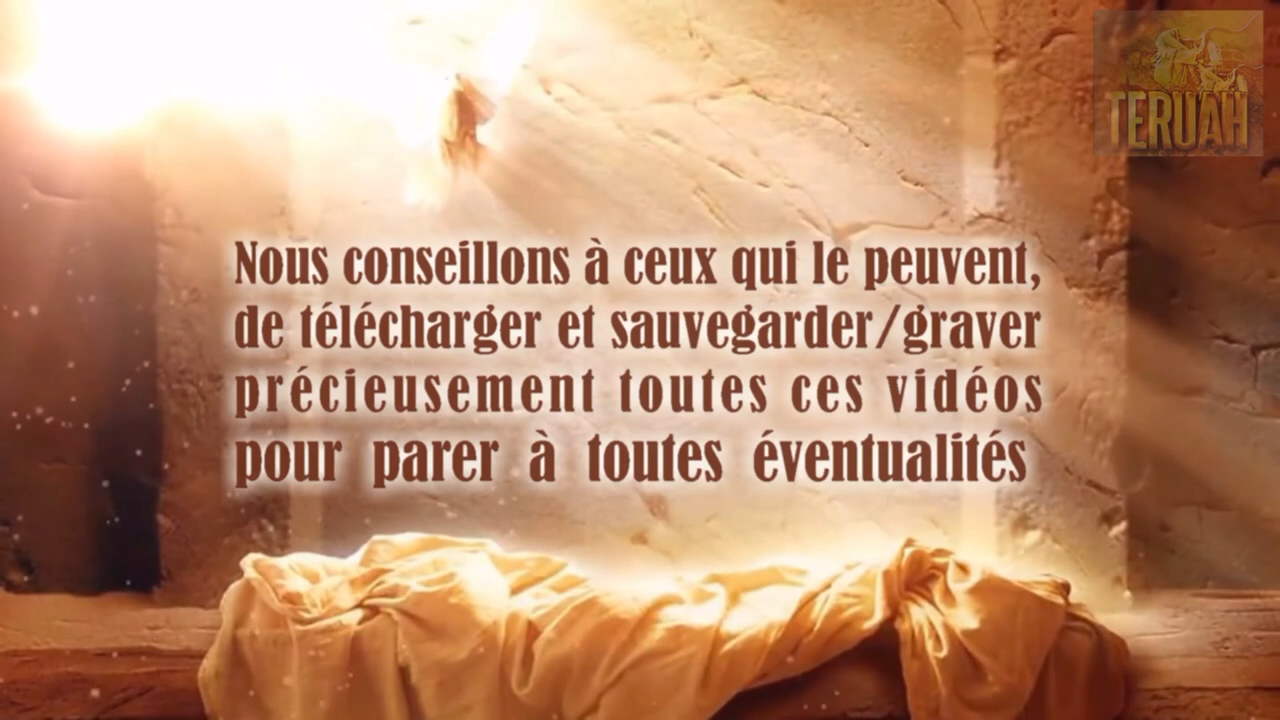 TERUAH
Nous conseillons à ceux qui le peuvent,
de télécharger et sauvegarder/graver
précieusement toutes ces vidéos
pour parer à toutes éventualités